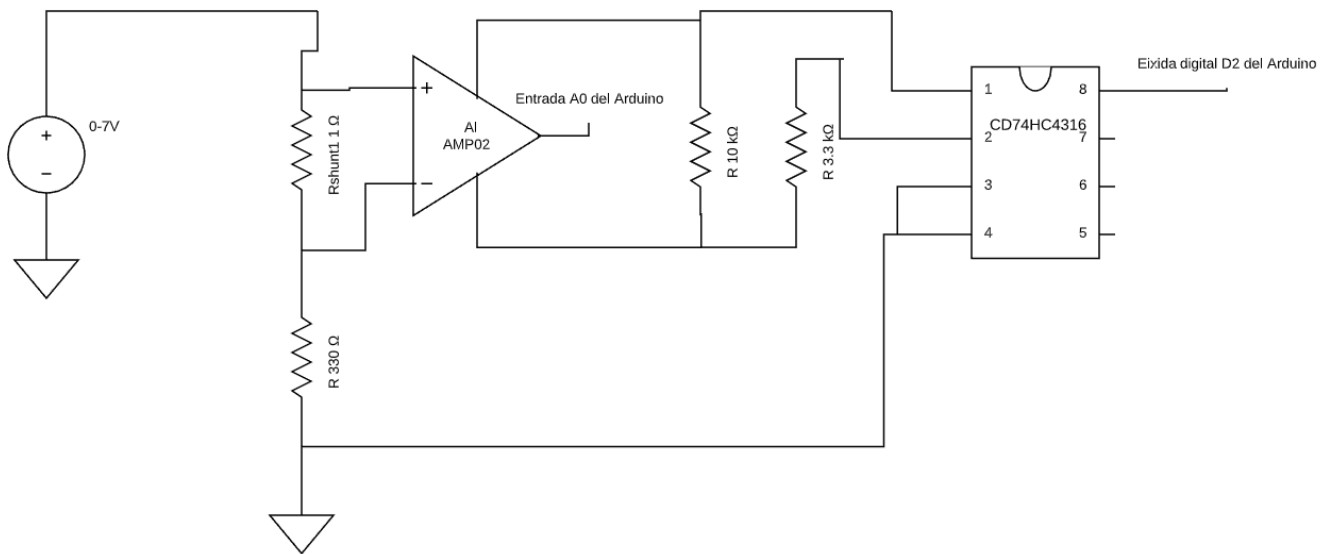 0-7V
+
−
Rshunt1 1 Ω
R 330 Ω
+
−
AI
AMP02
Entrada A0 del Arduino
R 10 kΩ
R 3.3 kΩ
1
2
3
4
CD74HC4316
8
7
6
5
Eixida digital D2 del Arduino